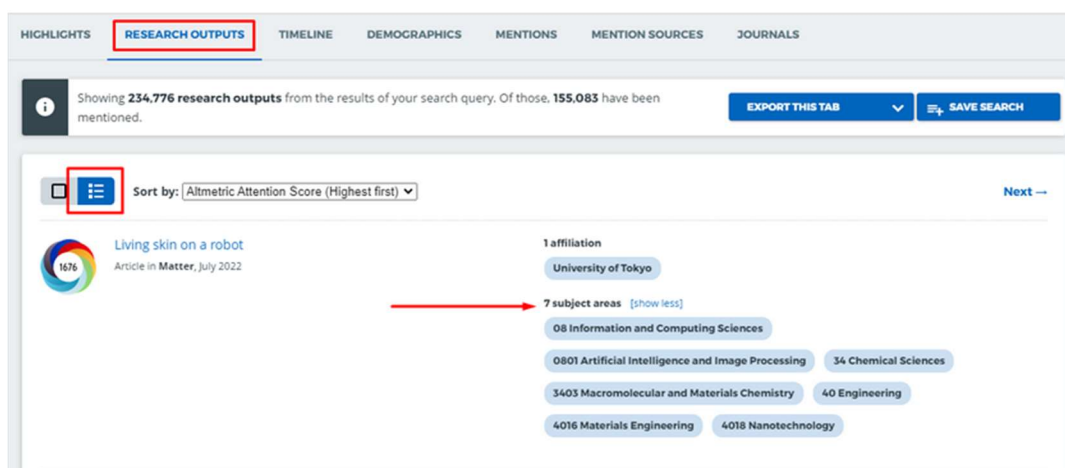 HIGHLIGHTS RESEARCH OUTPUTS TIMELINE DEMOGRAPHICS MENTIONS MENTION SOURCES JOURNALS
Showing 234,776 research outputs from the results of your search query. Of those, 155,083 have been
mentioned.
EXPORT THIS TAB
SAVE SEARCH
Sort by: Altmetric Attention Score (Highest first)
Next →
1676
Living skin on a robot
Article in Matter, July 2022
1 affiliation
University of Tokyo
7 subject areas [show less]
08 Information and Computing Sciences
0801 Artificial Intelligence and Image Processing 34 Chemical Sciences
3403 Macromolecular and Materials Chemistry 40 Engineering
4016 Materials Engineering 4018 Nanotechnology